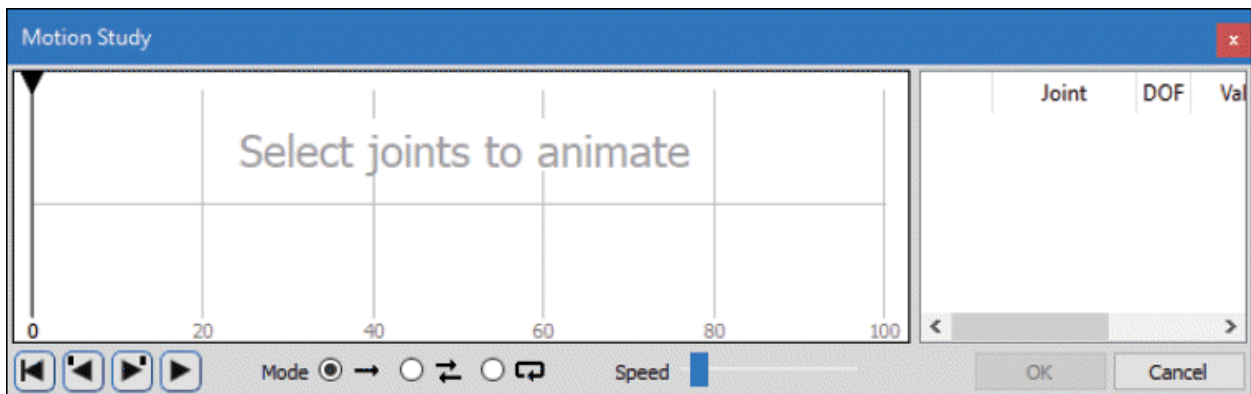 Motion Study
x
Joint DOF Val
Select joints to animate
0 20 40 60 80 100
Mode Speed OK Cancel